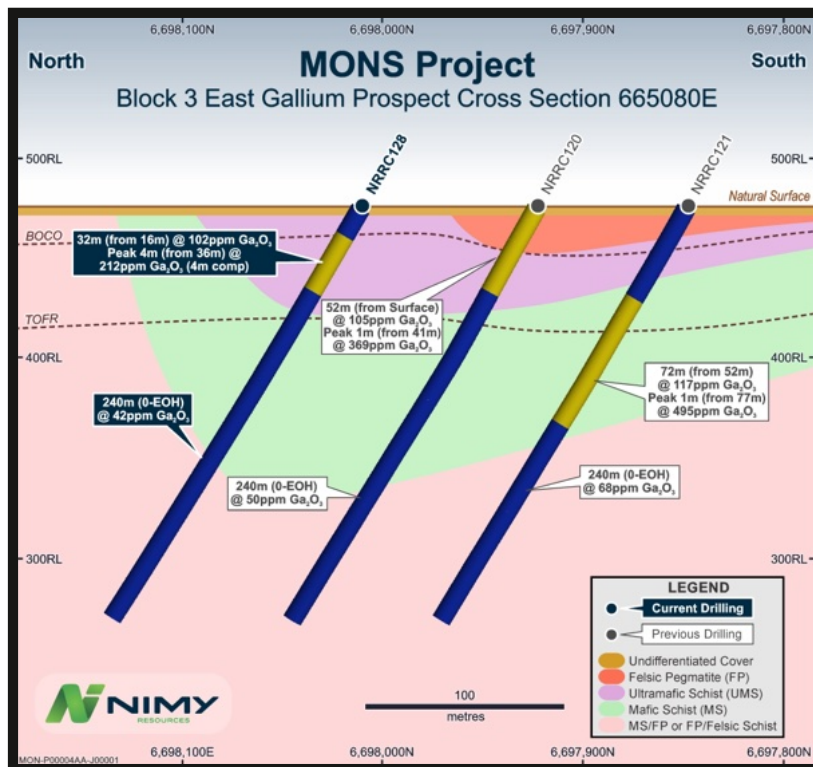 6,698,100N 6,698,000N 6,697,900N 6,697,800N
North
MONS Project
South
Block 3 East Gallium Prospect Cross Section 665080E
500RL
500RL
NRRC128
NRRC120
NRRC121
Natural Surface
BOCO
32m (from 16m) @ 102ppm Ga₂O₃
Peak 4m (from 36m) @
212ppm Ga₂O₃ (4m comp)
52m (from Surface)
@ 105ppm Ga₂O₃
Peak 1m (from 41m)
@ 369ppm Ga₂O₃
TOFR
400RL
400RL
72m (from 52m)
@ 117ppm Ga₂O₃
Peak 1m (from 77m)
@ 495ppm Ga₂O₃
240m (0-EOH)
@ 42ppm Ga₂O₃
240m (0-EOH)
@ 50ppm Ga₂O₃
240m (0-EOH)
@ 68ppm Ga₂O₃
300RL
300RL
LEGEND
Current Drilling
Previous Drilling
Undifferentiated Cover
Felsic Pegmatite (FP)
Ultramafic Schist (UMS)
Mafic Schist (MS)
MS/FP or FP/Felsic Schist
NIMY
RESOURCES
100
metres
MON-P00004AA-J00001
6,698,100E 6,698,000N 6,697,900N 6,697,800N